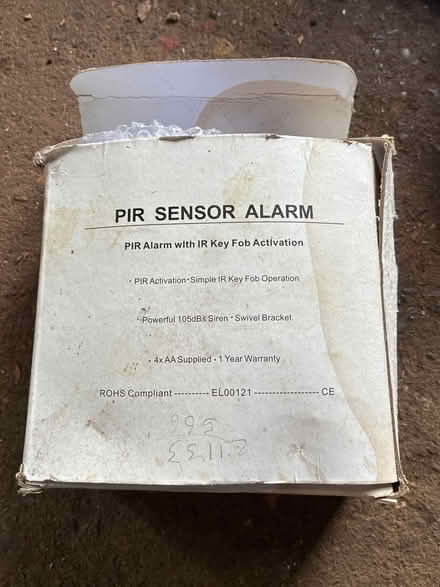 PIR SENSOR ALARM
PIR Alarm with IR Key Fob Activation
· PIR Activation · Simple IR Key Fob Operation
· Powerful 105dB& Siren · Swivel Bracket
· 4x AA Supplied · 1 Year Warranty
ROHS Compliant ---------- EL00121 ------------------ CE